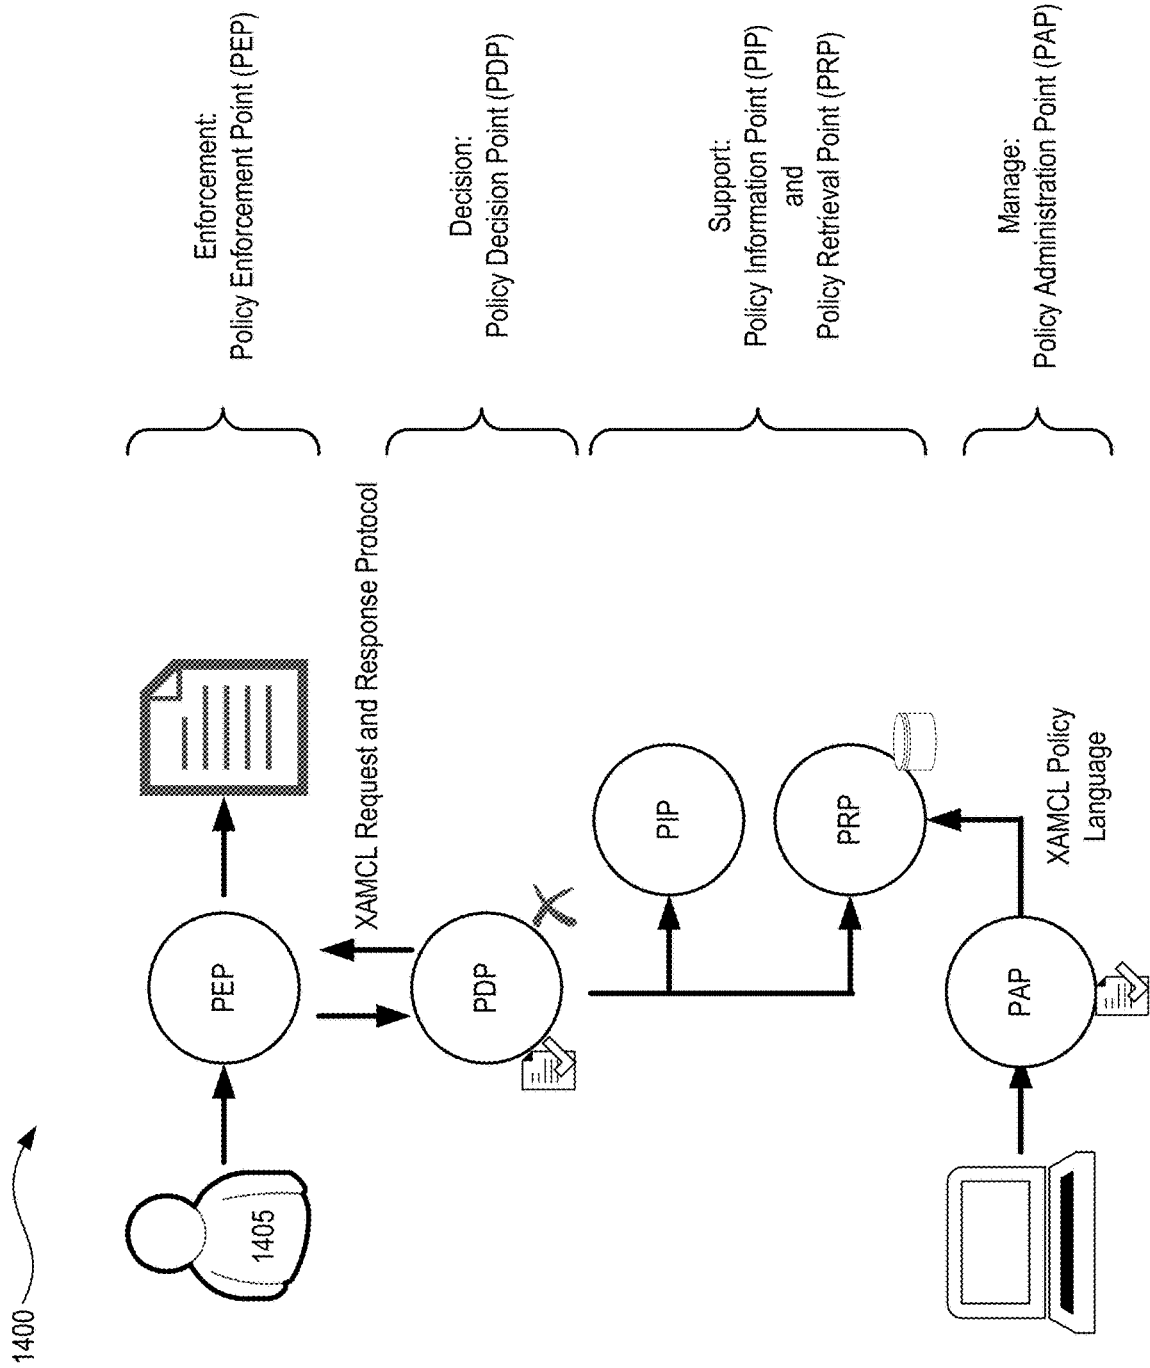 1400
1405
PEP
Enforcement:
Policy Enforcement Point (PEP)
XAMCL Request and Response Protocol
PDP
Decision:
Policy Decision Point (PDP)
PIP
PRP
Support:
Policy Information Point (PIP)
and
Policy Retrieval Point (PRP)
PAP
XAMCL Policy
Language
Manage:
Policy Administration Point (PAP)